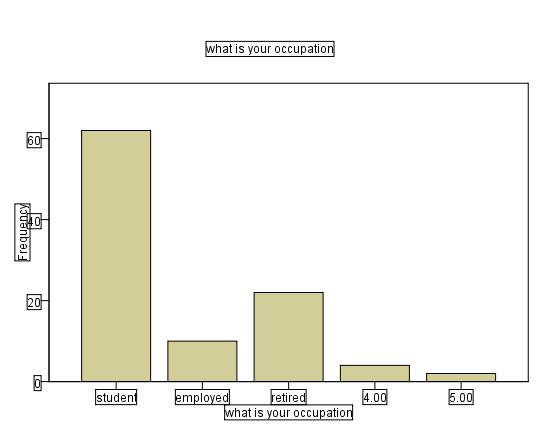 what is your occupation
60
40
20
0
Frequency
student employed retired 4.00 5.00
what is your occupation